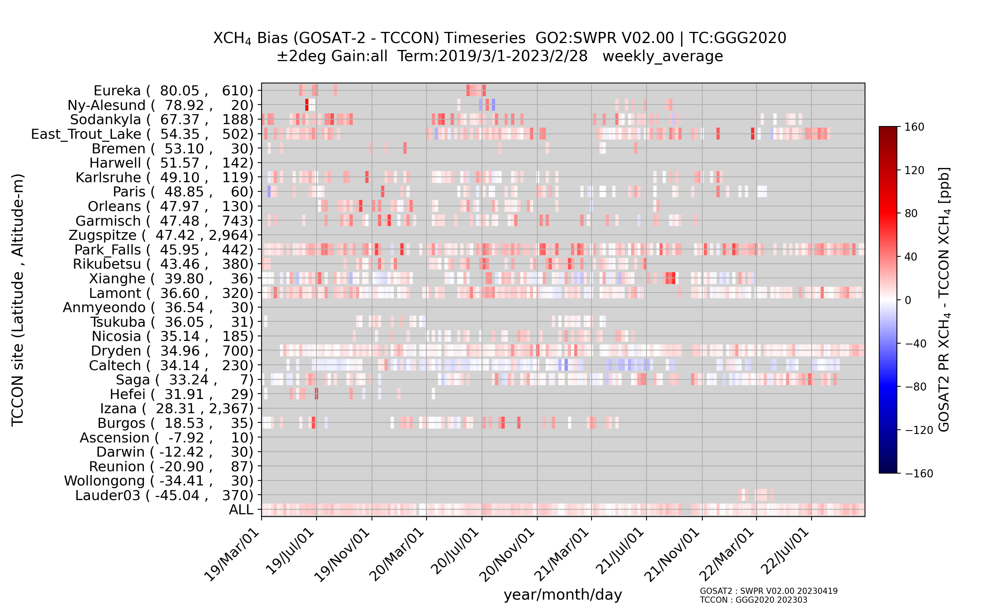 XCH4 Bias (GOSAT-2 - TCCON) Timeseries  GO2:SWPR V02.00 | TC:GGG2020
±2deg Gain:all  Term:2019/3/1-2023/2/28   weekly_average
TCCON site (Latitude , Altitude-m)
Eureka (  80.05 ,   610)
Ny-Alesund (  78.92 ,    20)
Sodankyla (  67.37 ,   188)
East_Trout_Lake (  54.35 ,   502)
Bremen (  53.10 ,    30)
Harwell (  51.57 ,   142)
Karlsruhe (  49.10 ,   119)
Paris (  48.85 ,    60)
Orleans (  47.97 ,   130)
Garmisch (  47.48 ,   743)
Zugspitze (  47.42 , 2,964)
Park_Falls (  45.95 ,   442)
Rikubetsu (  43.46 ,   380)
Xianghe (  39.80 ,    36)
Lamont (  36.60 ,   320)
Anmyeondo (  36.54 ,    30)
Tsukuba (  36.05 ,    31)
Nicosia (  35.14 ,   185)
Dryden (  34.96 ,   700)
Caltech (  34.14 ,   230)
Saga (  33.24 ,     7)
Hefei (  31.91 ,    29)
Izana (  28.31 , 2,367)
Burgos (  18.53 ,    35)
Ascension (  -7.92 ,    10)
Darwin ( -12.42 ,    30)
Reunion ( -20.90 ,    87)
Wollongong ( -34.41 ,    30)
Lauder03 ( -45.04 ,   370)
ALL
19/Mar/01
19/Jul/01
19/Nov/01
20/Mar/01
20/Jul/01
20/Nov/01
21/Mar/01
21/Jul/01
21/Nov/01
22/Mar/01
22/Jul/01
year/month/day
160
120
80
40
0
−40
−80
−120
−160
GOSAT2 PR XCH4 - TCCON XCH4 [ppb]
GOSAT2 : SWPR V02.00 20230419
TCCON : GGG2020 202303